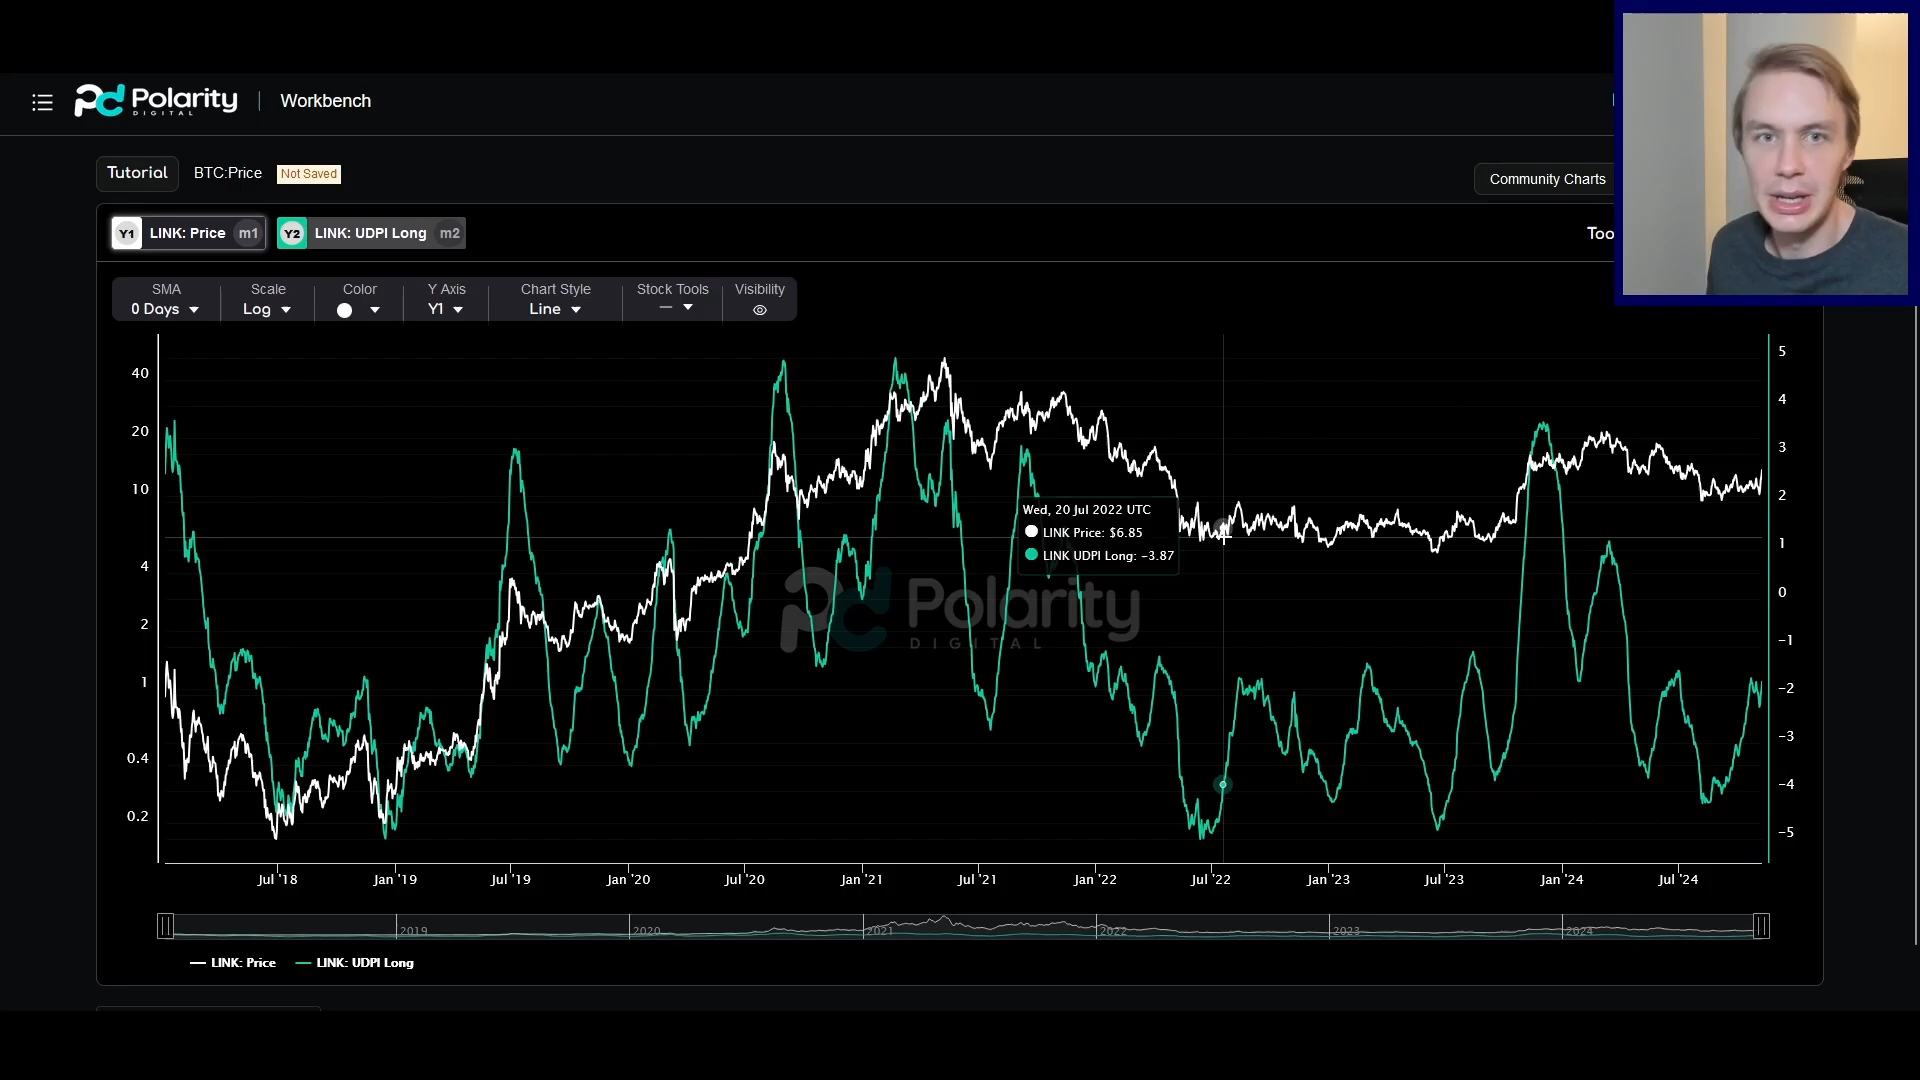 Polarity
DIGITAL
Workbench
Tutorial
BTC:Price
Not Saved
Community Charts
Y1 LINK: Price m1
Y2 LINK: UDPI Long m2
SMA
0 Days
Scale
Log
Color
Y Axis
Y1
Chart Style
Line
Stock Tools
—
Visibility
40
20
10
4
2
1
0.4
0.2
5
4
3
2
1
0
−1
−2
−3
−4
−5
Wed, 20 Jul 2022 UTC
LINK Price: $6.85
LINK UDPI Long: −3.87
Polarity
DIGITAL
Jul '18
Jan '19
Jul '19
Jan '20
Jul '20
Jan '21
Jul '21
Jan '22
Jul '22
Jan '23
Jul '23
Jan '24
Jul '24
2019
2020
2021
2022
2023
2024
LINK: Price
LINK: UDPI Long